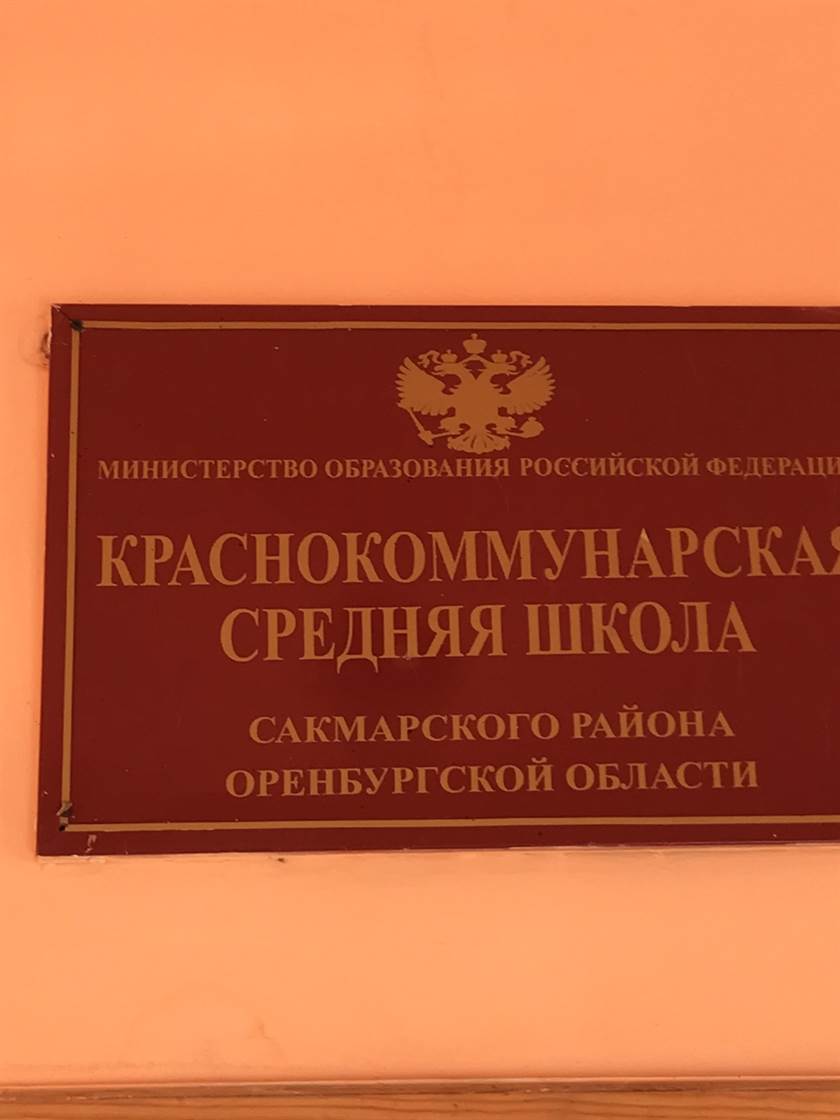 МИНИСТЕРСТВО ОБРАЗОВАНИЯ РОССИЙСКОЙ ФЕДЕРАЦИ
КРАСНОКОММУНАРСКАЯ
СРЕДНЯЯ ШКОЛА
САКМАРСКОГО РАЙОНА
ОРЕНБУРГСКОЙ ОБЛАСТИ